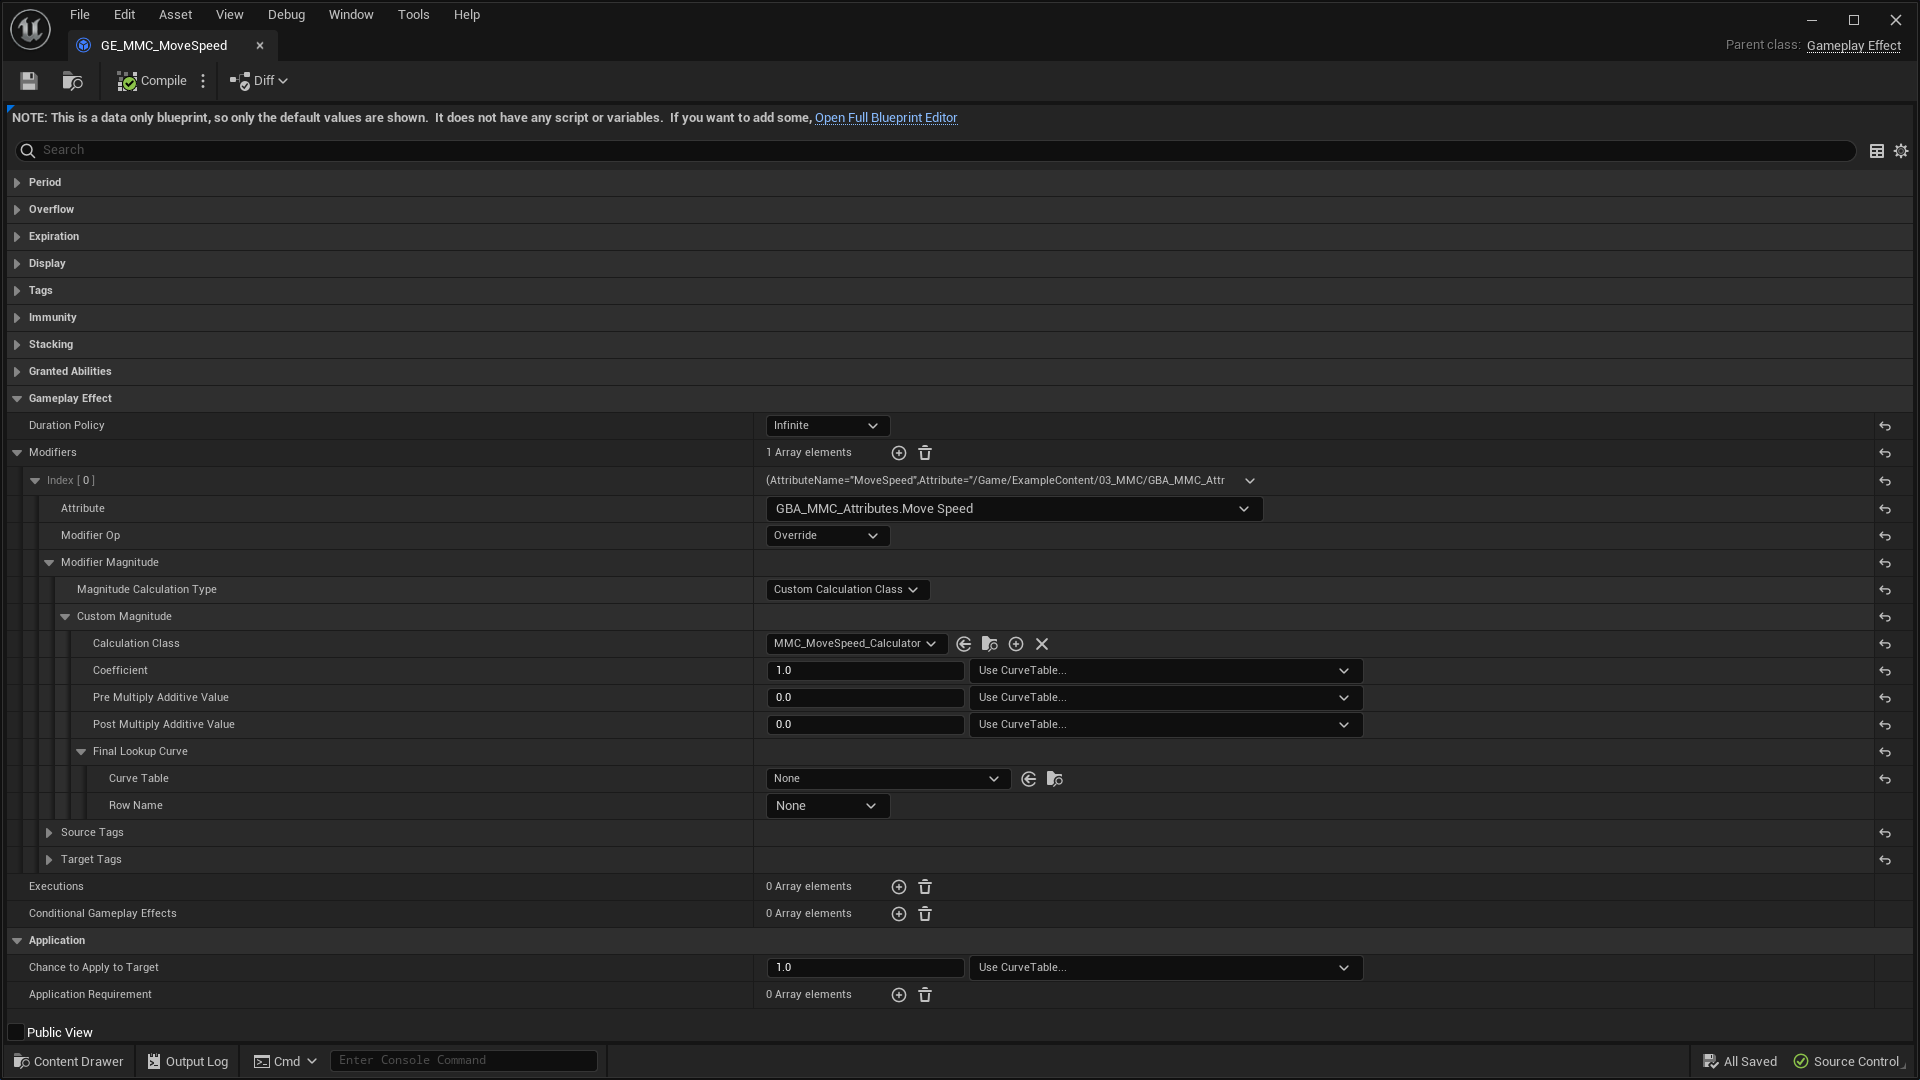 File Edit Asset View Debug Window Tools Help
GE_MMC_MoveSpeed
Parent class: Gameplay Effect
Compile Diff
NOTE: This is a data only blueprint, so only the default values are shown. It does not have any script or variables. If you want to add some, Open Full Blueprint Editor
Search
Period
Overflow
Expiration
Display
Tags
Immunity
Stacking
Granted Abilities
Gameplay Effect
Duration Policy Infinite
Modifiers 1 Array elements
Index [ 0 ] (AttributeName="MoveSpeed",Attribute="/Game/ExampleContent/03_MMC/GBA_MMC_Attr
Attribute GBA_MMC_Attributes.Move Speed
Modifier Op Override
Modifier Magnitude
Magnitude Calculation Type Custom Calculation Class
Custom Magnitude
Calculation Class MMC_MoveSpeed_Calculator
Coefficient 1.0 Use CurveTable...
Pre Multiply Additive Value 0.0 Use CurveTable...
Post Multiply Additive Value 0.0 Use CurveTable...
Final Lookup Curve
Curve Table None
Row Name None
Source Tags
Target Tags
Executions 0 Array elements
Conditional Gameplay Effects 0 Array elements
Application
Chance to Apply to Target 1.0 Use CurveTable...
Application Requirement 0 Array elements
Public View
Content Drawer Output Log Cmd Enter Console Command All Saved Source Control